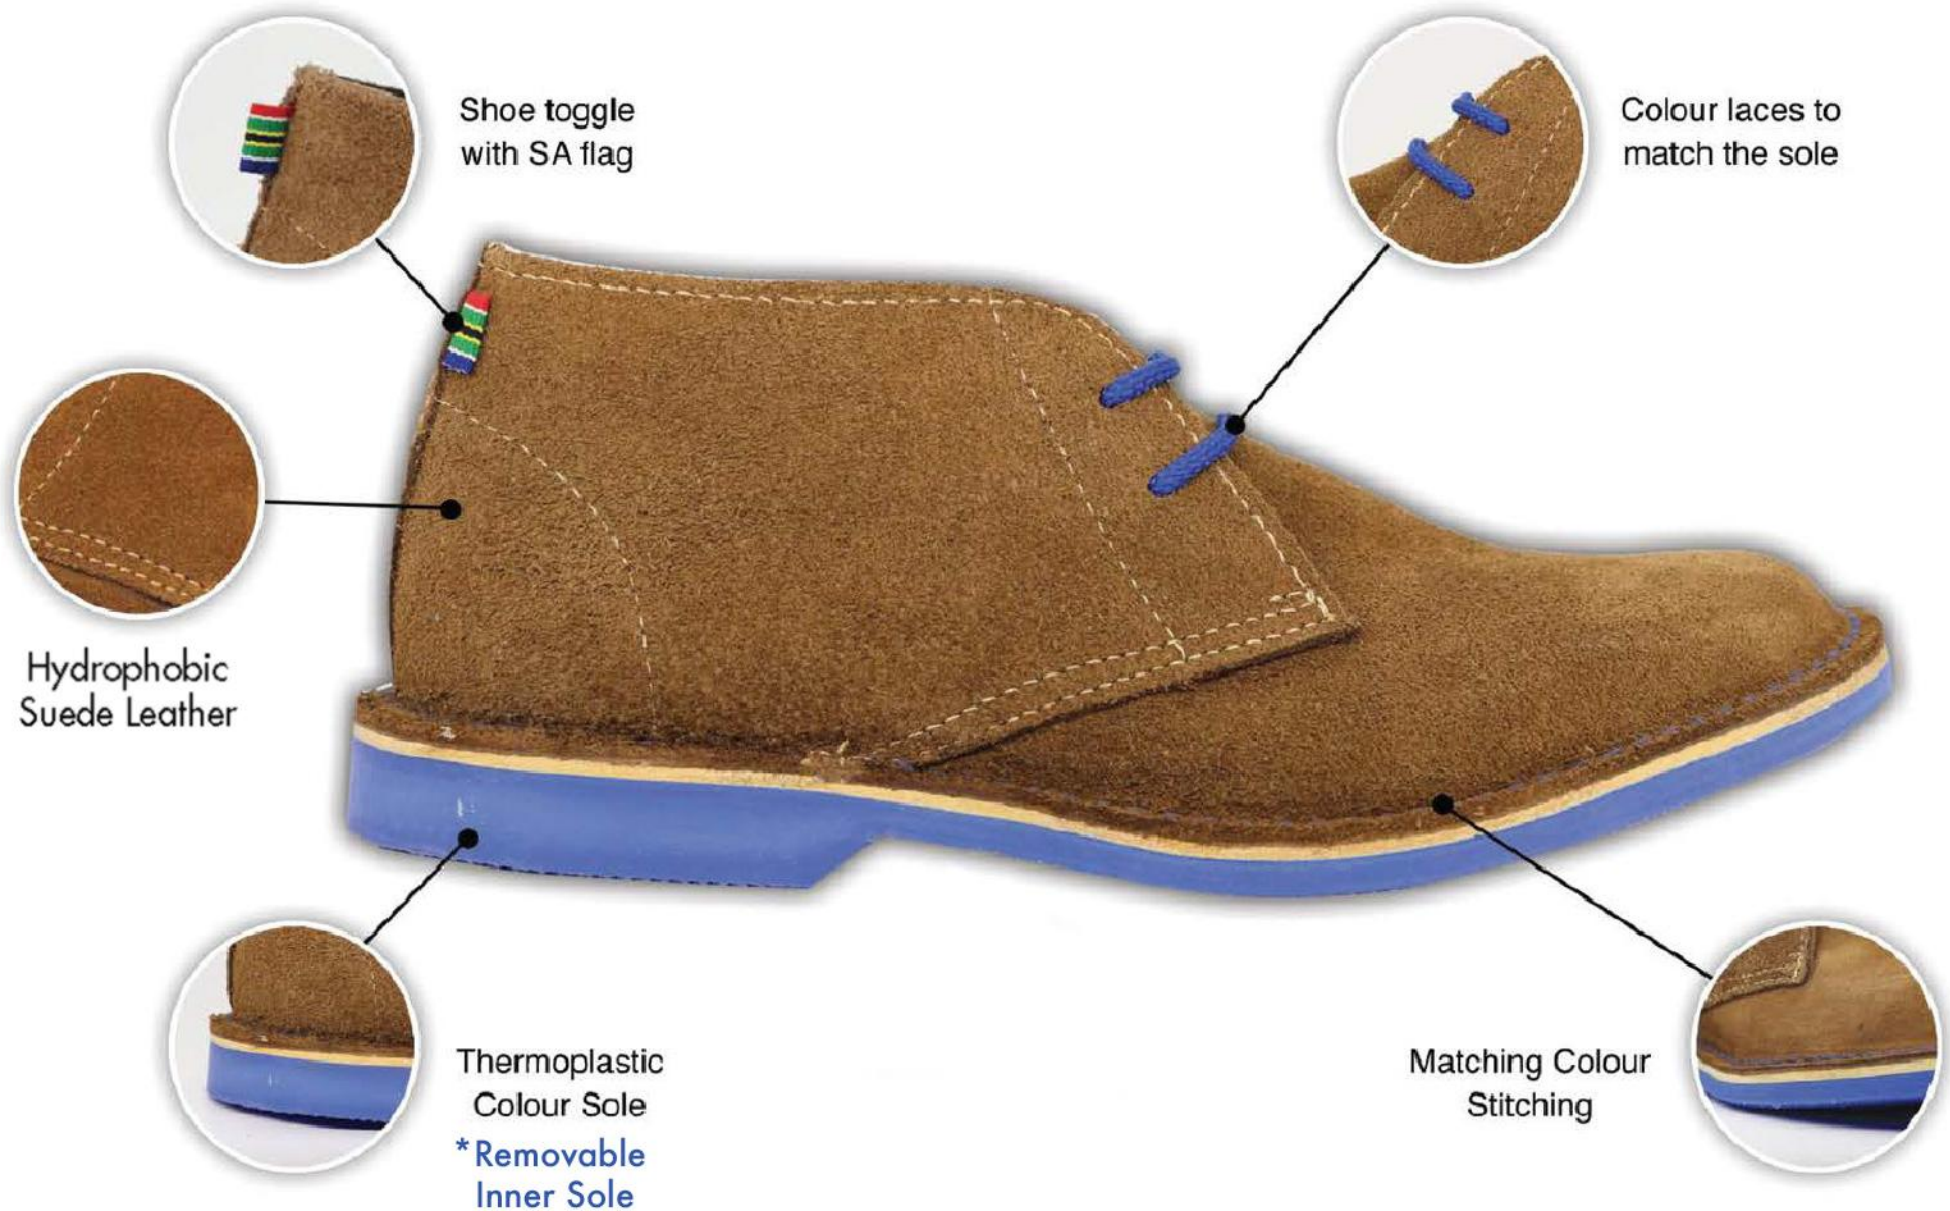 Shoe toggle
with SA flag
Colour laces to
match the sole
Hydrophobic
Suede Leather
Thermoplastic
Colour Sole
*Removable
Inner Sole
Matching Colour
Stitching